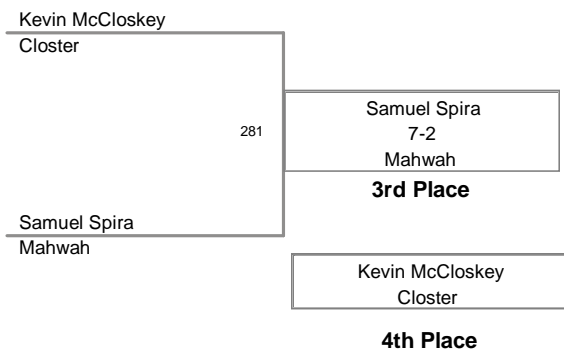 Kevin McCloskey
Closter
281
Samuel Spira
7-2
Mahwah
3rd Place
Samuel Spira
Mahwah
Kevin McCloskey
Closter
4th Place